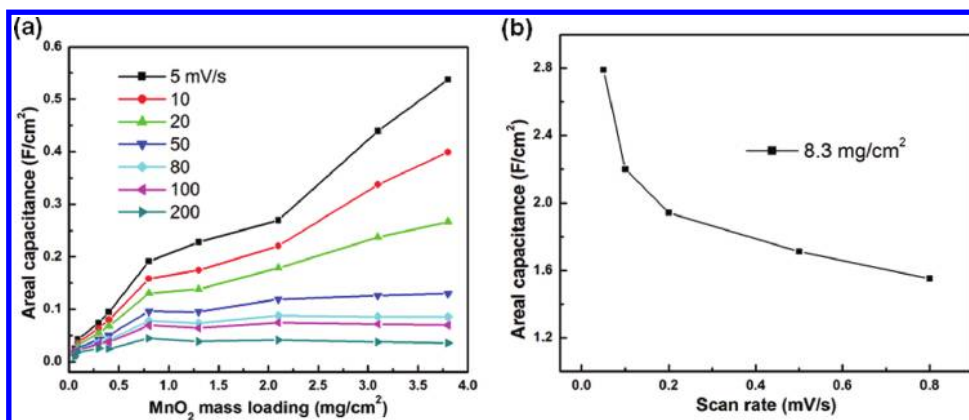 (a)
0.6
0.5
0.4
0.3
0.2
0.1
0.0
Areal capacitance (F/cm²)
5 mV/s
10
20
50
80
100
200
0.0 0.5 1.0 1.5 2.0 2.5 3.0 3.5 4.0
MnO₂ mass loading (mg/cm²)
(b)
2.8
2.4
2.0
1.6
1.2
Areal capacitance (F/cm²)
8.3 mg/cm²
0.0 0.2 0.4 0.6 0.8
Scan rate (mV/s)